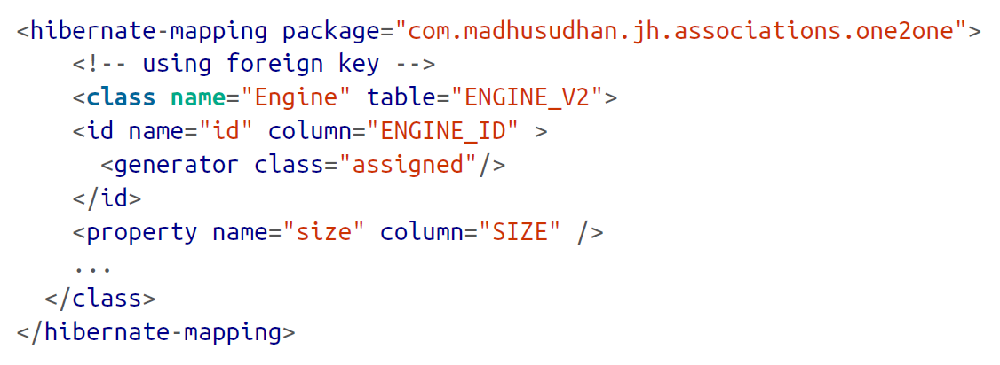 <hibernate-mapping package="com.madhusudhan.jh.associations.one2one">
    <!-- using foreign key -->
    <class name="Engine" table="ENGINE_V2">
    <id name="id" column="ENGINE_ID" >
      <generator class="assigned"/>
    </id>
    <property name="size" column="SIZE" />
    ...
  </class>
</hibernate-mapping>